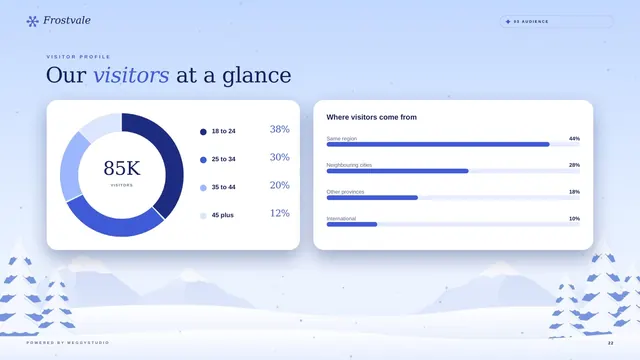 Frostvale
03 AUDIENCE
VISITOR PROFILE
Our visitors at a glance
85K
VISITORS
18 to 24 38%
25 to 34 30%
35 to 44 20%
45 plus 12%
Where visitors come from
Same region 44%
Neighbouring cities 28%
Other provinces 18%
International 10%
POWERED BY WEGGYSTUDIO
22